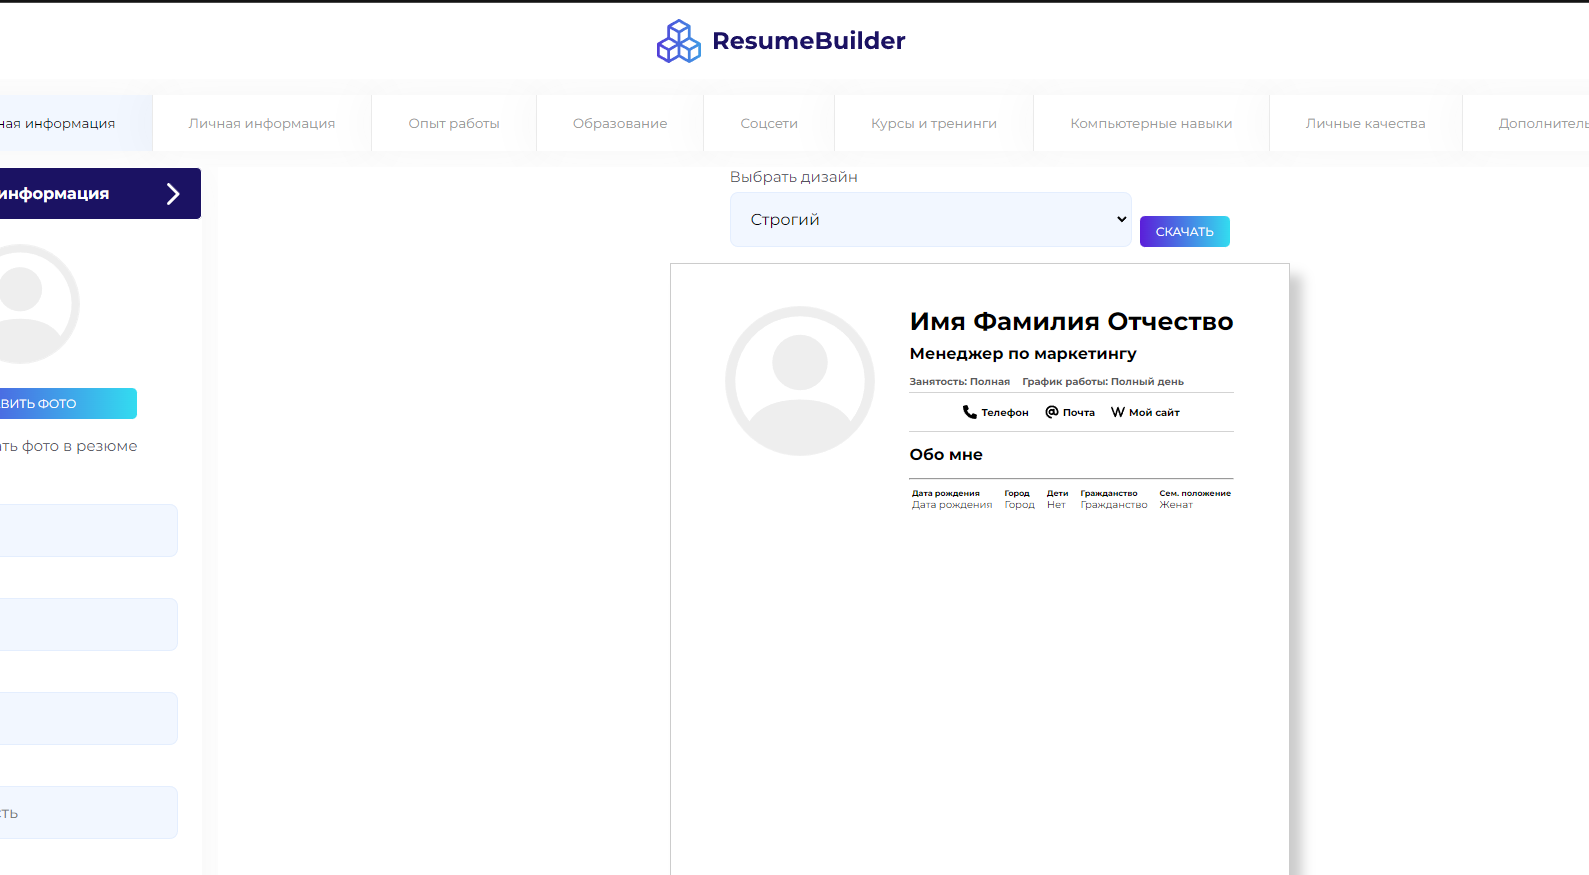 ResumeBuilder
ная информация
Личная информация
Опыт работы
Образование
Соцсети
Курсы и тренинги
Компьютерные навыки
Личные качества
Дополнитель
информация
ВИТЬ ФОТО
ать фото в резюме
сть
Выбрать дизайн
Строгий
СКАЧАТЬ
Имя Фамилия Отчество
Менеджер по маркетингу
Занятость: Полная График работы: Полный день
Телефон Почта Мой сайт
Обо мне
Дата рождения Город Дети Гражданство Сем. положение
Дата рождения Город Нет Гражданство Женат